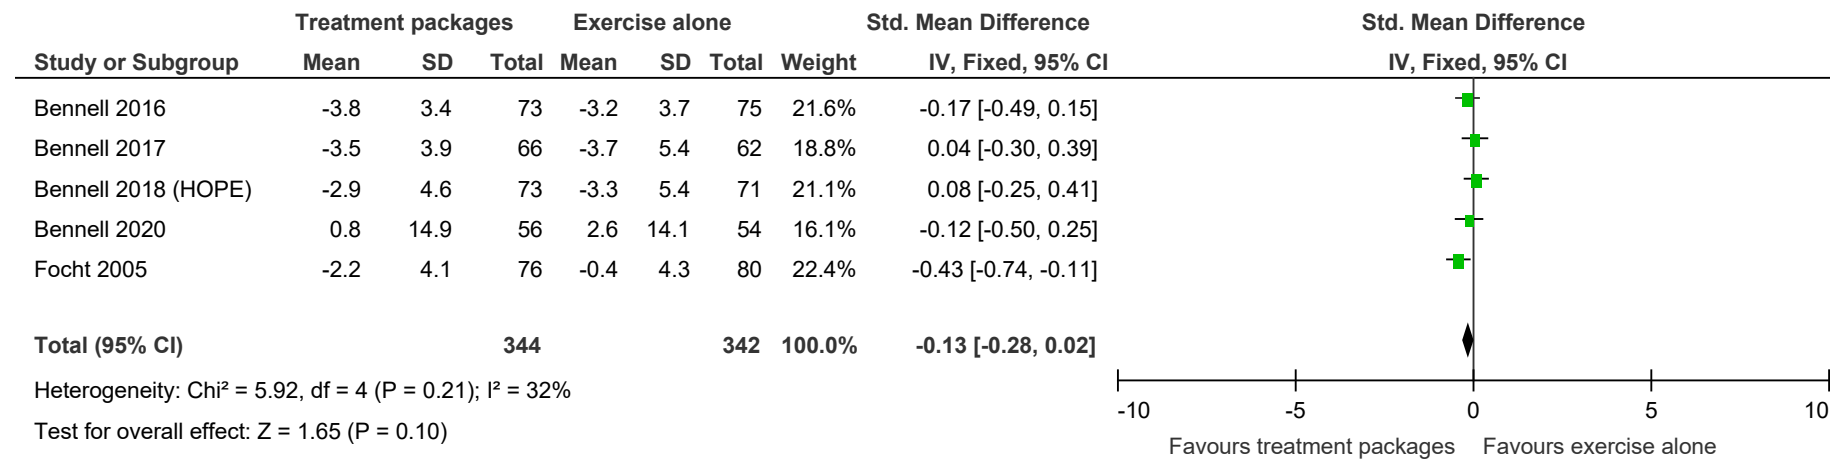 Treatment packages Exercise alone Std. Mean Difference Std. Mean Difference
Study or Subgroup Mean SD Total Mean SD Total Weight IV, Fixed, 95% CI IV, Fixed, 95% CI
Bennell 2016 -3.8 3.4 73 -3.2 3.7 75 21.6% -0.17 [-0.49, 0.15]
Bennell 2017 -3.5 3.9 66 -3.7 5.4 62 18.8% 0.04 [-0.30, 0.39]
Bennell 2018 (HOPE) -2.9 4.6 73 -3.3 5.4 71 21.1% 0.08 [-0.25, 0.41]
Bennell 2020 0.8 14.9 56 2.6 14.1 54 16.1% -0.12 [-0.50, 0.25]
Focht 2005 -2.2 4.1 76 -0.4 4.3 80 22.4% -0.43 [-0.74, -0.11]
Total (95% CI) 344 342 100.0% -0.13 [-0.28, 0.02]
Heterogeneity: Chi² = 5.92, df = 4 (P = 0.21); I² = 32%
Test for overall effect: Z = 1.65 (P = 0.10)
-10 -5 0 5 10
Favours treatment packages Favours exercise alone